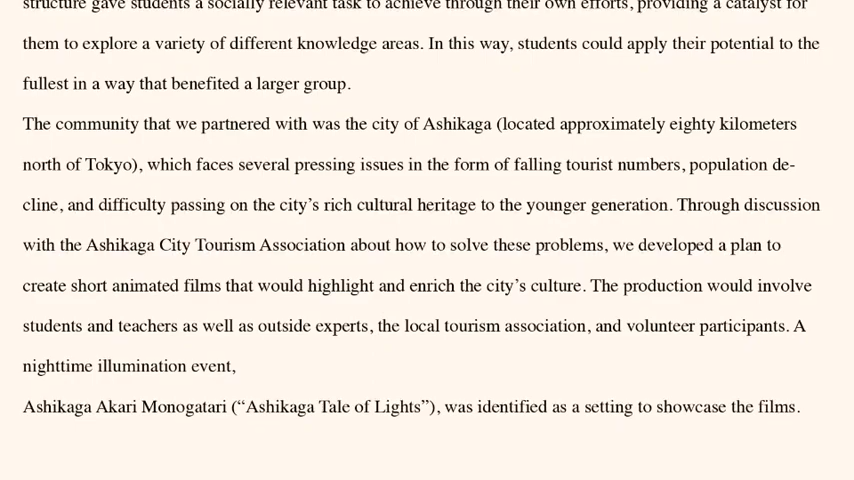 structure gave students a socially relevant task to achieve through their own efforts, providing a catalyst for
them to explore a variety of different knowledge areas. In this way, students could apply their potential to the
fullest in a way that benefited a larger group.
The community that we partnered with was the city of Ashikaga (located approximately eighty kilometers
north of Tokyo), which faces several pressing issues in the form of falling tourist numbers, population de-
cline, and difficulty passing on the city’s rich cultural heritage to the younger generation. Through discussion
with the Ashikaga City Tourism Association about how to solve these problems, we developed a plan to
create short animated films that would highlight and enrich the city’s culture. The production would involve
students and teachers as well as outside experts, the local tourism association, and volunteer participants. A
nighttime illumination event,
Ashikaga Akari Monogatari (“Ashikaga Tale of Lights”), was identified as a setting to showcase the films.